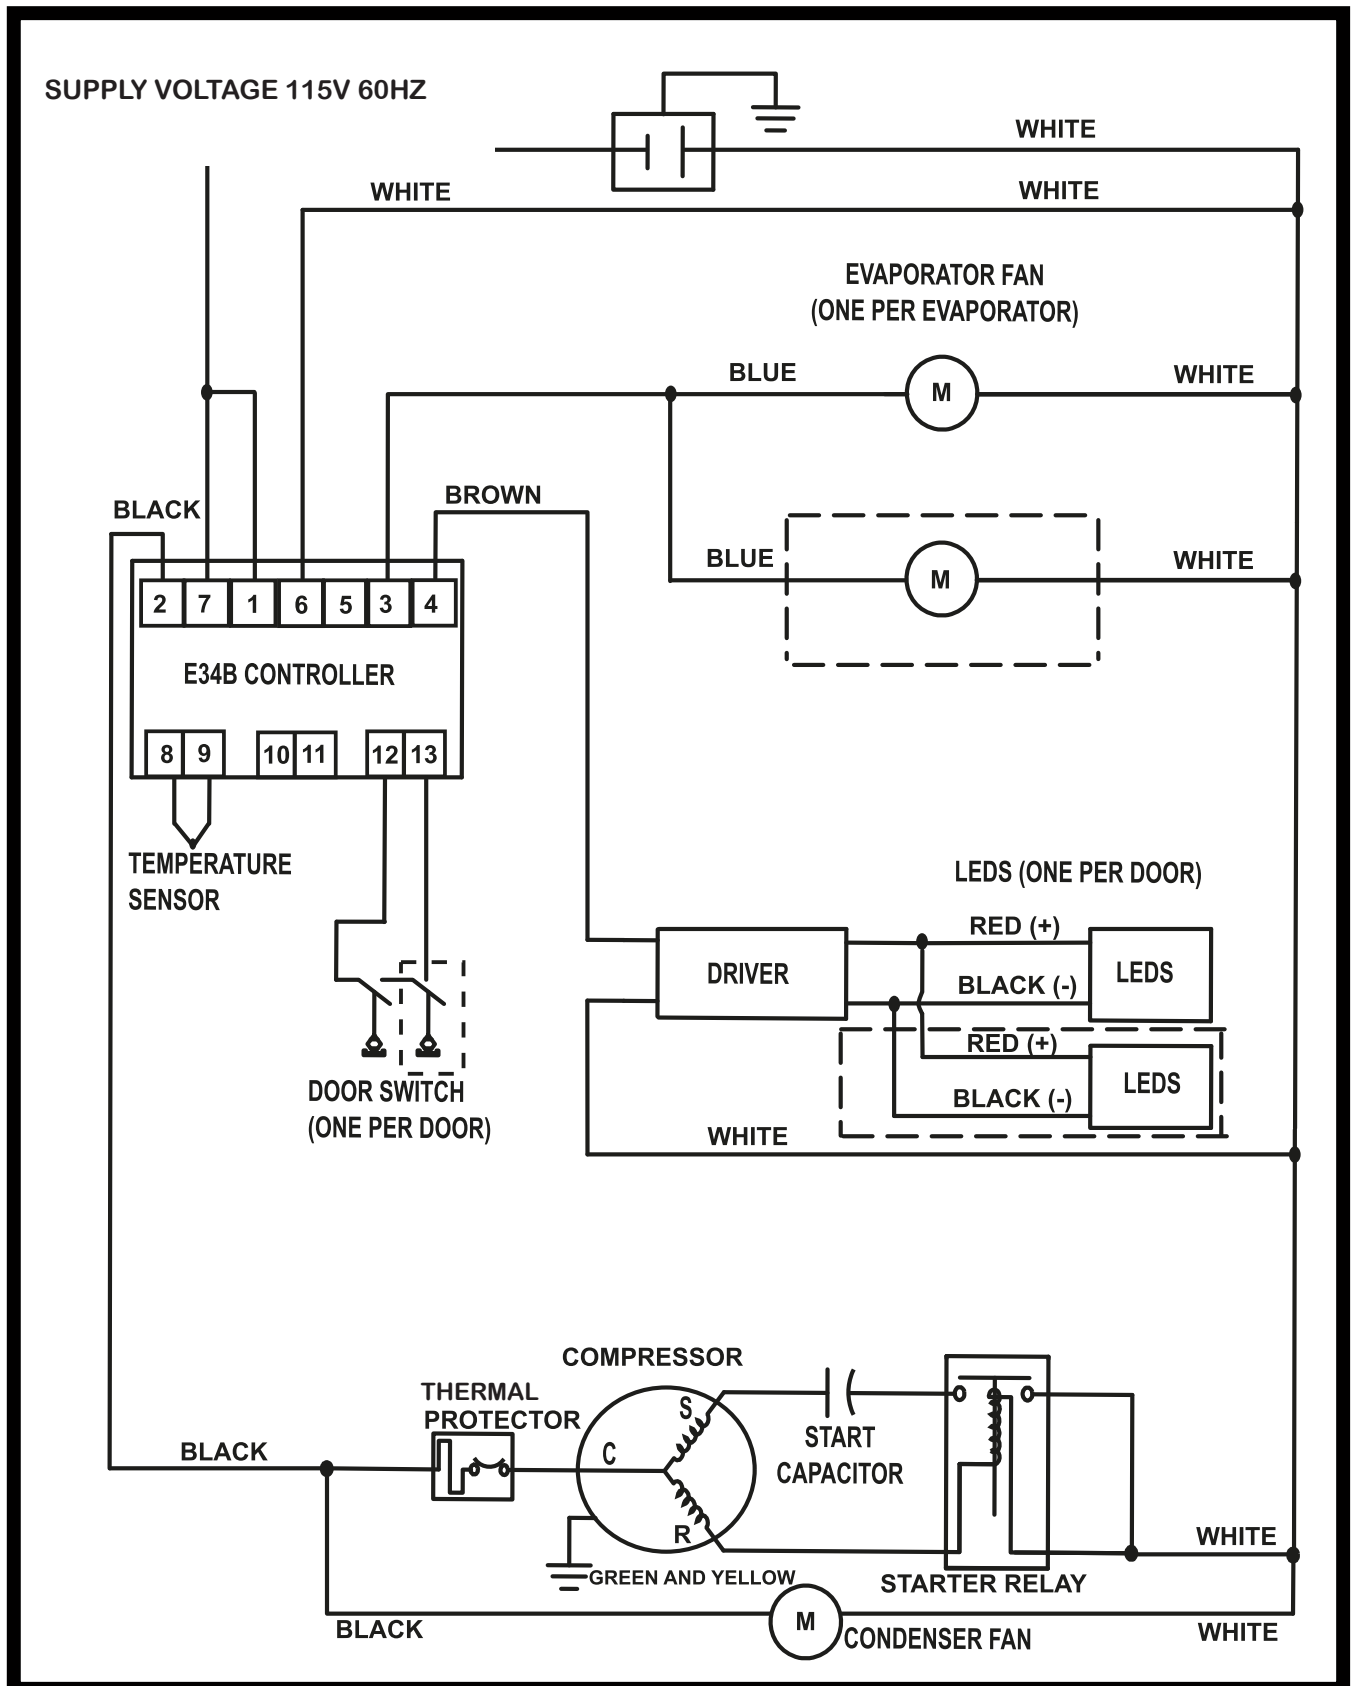 SUPPLY VOLTAGE 115V 60HZ
WHITE
WHITE
WHITE
EVAPORATOR FAN
(ONE PER EVAPORATOR)
BLUE
M
WHITE
BLACK
BROWN
BLUE
M
WHITE
2 7 1 6 5 3 4
E34B CONTROLLER
8 9 10 11 12 13
TEMPERATURE
SENSOR
LEDS (ONE PER DOOR)
RED (+)
DRIVER
LEDS
BLACK (-)
RED (+)
LEDS
BLACK (-)
DOOR SWITCH
(ONE PER DOOR)
WHITE
COMPRESSOR
THERMAL
PROTECTOR
S
C
R
START
CAPACITOR
BLACK
WHITE
GREEN AND YELLOW
STARTER RELAY
BLACK
M
CONDENSER FAN
WHITE